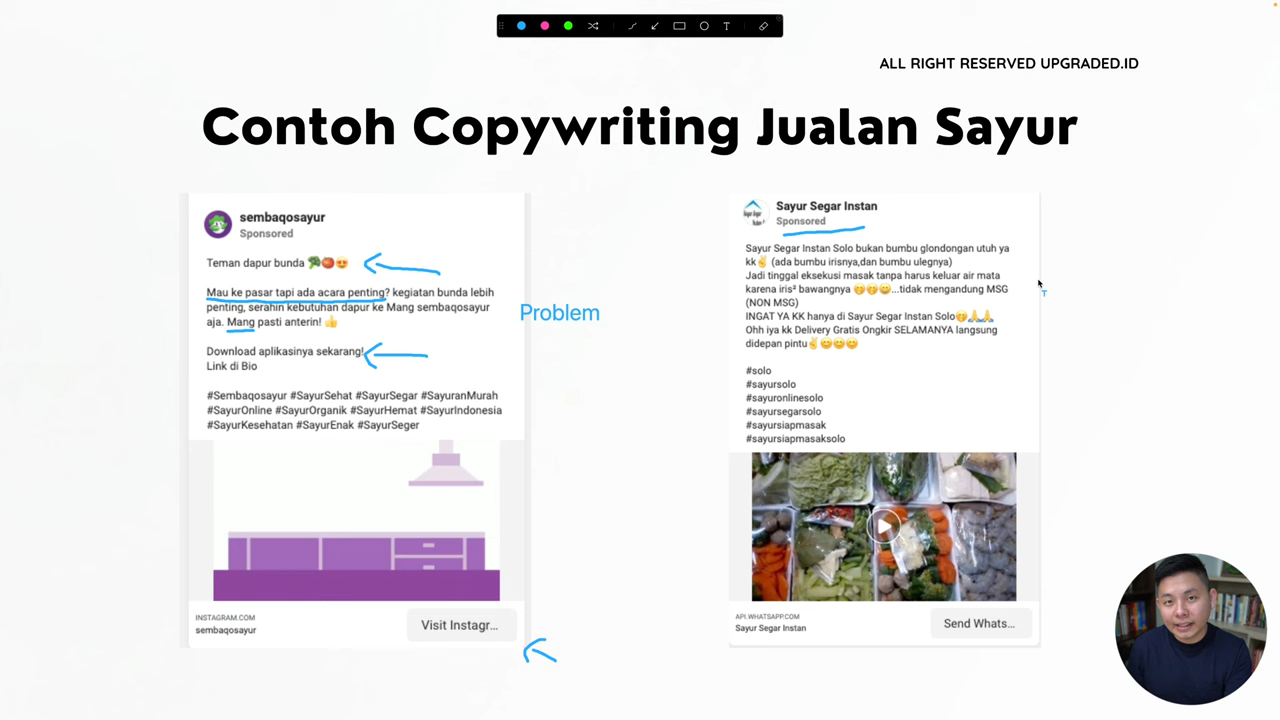 ALL RIGHT RESERVED UPGRADED.ID
Contoh Copywriting Jualan Sayur
sembaqosayur
Sponsored
Teman dapur bunda 🥦🍅😍
Mau ke pasar tapi ada acara penting? kegiatan bunda lebih
penting, serahin kebutuhan dapur ke Mang sembaqosayur
aja. Mang pasti anterin! 👍
Download aplikasinya sekarang!
Link di Bio
#Sembaqosayur #SayurSehat #SayurSegar #SayuranMurah
#SayurOnline #SayurOrganik #SayurHemat #SayurIndonesia
#SayurKesehatan #SayurEnak #SayurSeger
INSTAGRAM.COM
sembaqosayur
Visit Instagr...
Problem
Sayur Segar Instan
Sponsored
Sayur Segar Instan Solo bukan bumbu glondongan utuh ya
kk✌ (ada bumbu irisnya,dan bumbu ulegnya)
Jadi tinggal eksekusi masak tanpa harus keluar air mata
karena iris² bawangnya 🤭🤭😄...tidak mengandung MSG
(NON MSG)
INGAT YA KK hanya di Sayur Segar Instan Solo🤭🙏🙏
Ohh iya kk Delivery Gratis Ongkir SELAMANYA langsung
didepan pintu✌😊😊😊
#solo
#sayursolo
#sayuronlinesolo
#sayursegarsolo
#sayursiapmasak
#sayursiapmasaksolo
API.WHATSAPP.COM
Sayur Segar Instan
Send Whats...
T